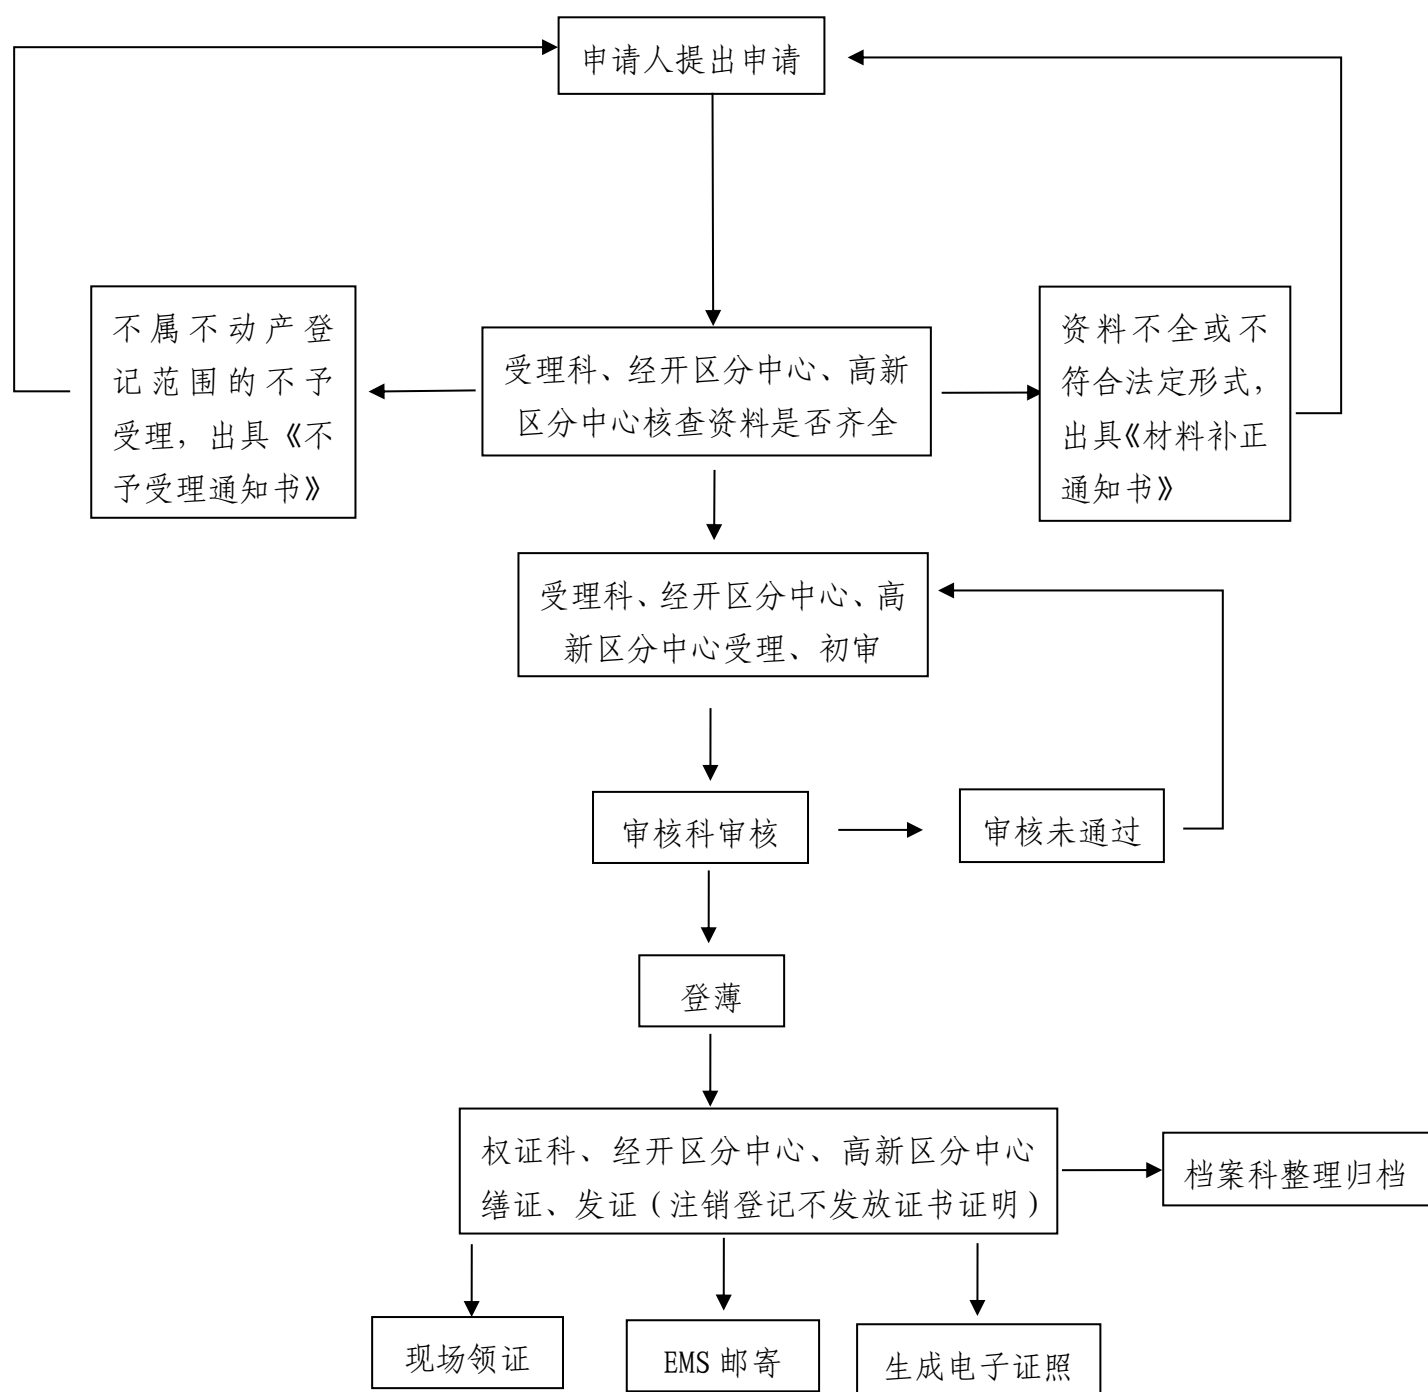 申请人提出申请
不属不动产登
记范围的不予
受理，出具《不
予受理通知书》
受理科、经开区分中心、高新
区分中心核查资料是否齐全
资料不全或不
符合法定形式，
出具《材料补正
通知书》
受理科、经开区分中心、高
新区分中心受理、初审
审核科审核
审核未通过
登薄
权证科、经开区分中心、高新区分中心
缮证、发证（注销登记不发放证书证明）
档案科整理归档
现场领证
EMS 邮寄
生成电子证照